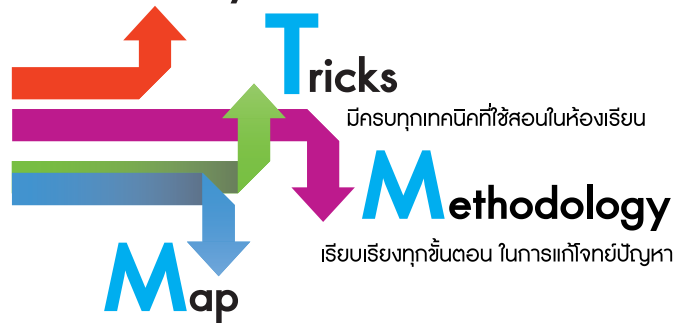 Tricks
มีครบทุกเทคนิคที่ใช้สอนในห้องเรียน
Methodology
เรียบเรียงทุกขั้นตอน ในการแก้โจทย์ปัญหา
Map